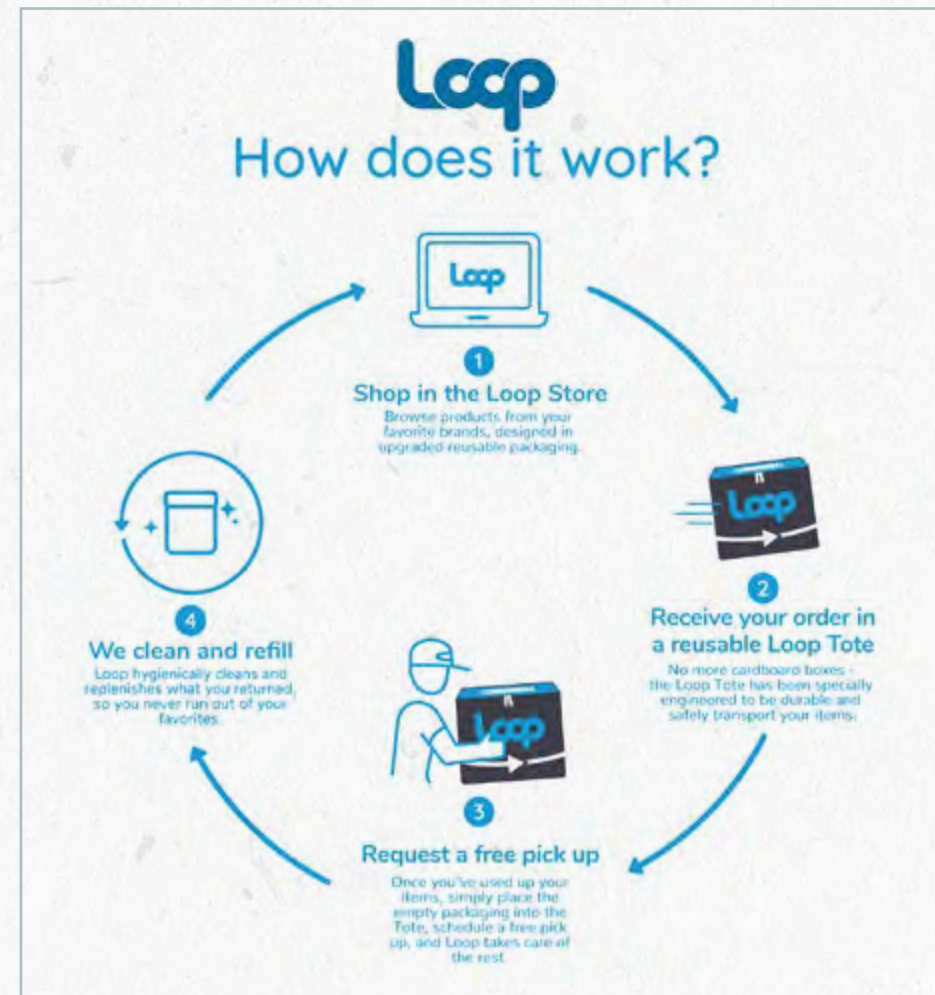 Loop
How does it work?
Loop
1
Shop in the Loop Store
Browse products from your
favorite brands, designed in
upgraded reusable packaging.
Loop
2
Receive your order in
a reusable Loop Tote
No more cardboard boxes -
the Loop Tote has been specially
engineered to be durable and
safely transport your items.
Loop
3
Request a free pick up
Once you've used up your
items, simply place the
empty packaging into the
Tote, schedule a free pick
up, and Loop takes care of
the rest
4
We clean and refill
Loop hygienically cleans and
replenishes what you returned,
so you never run out of your
favorites.